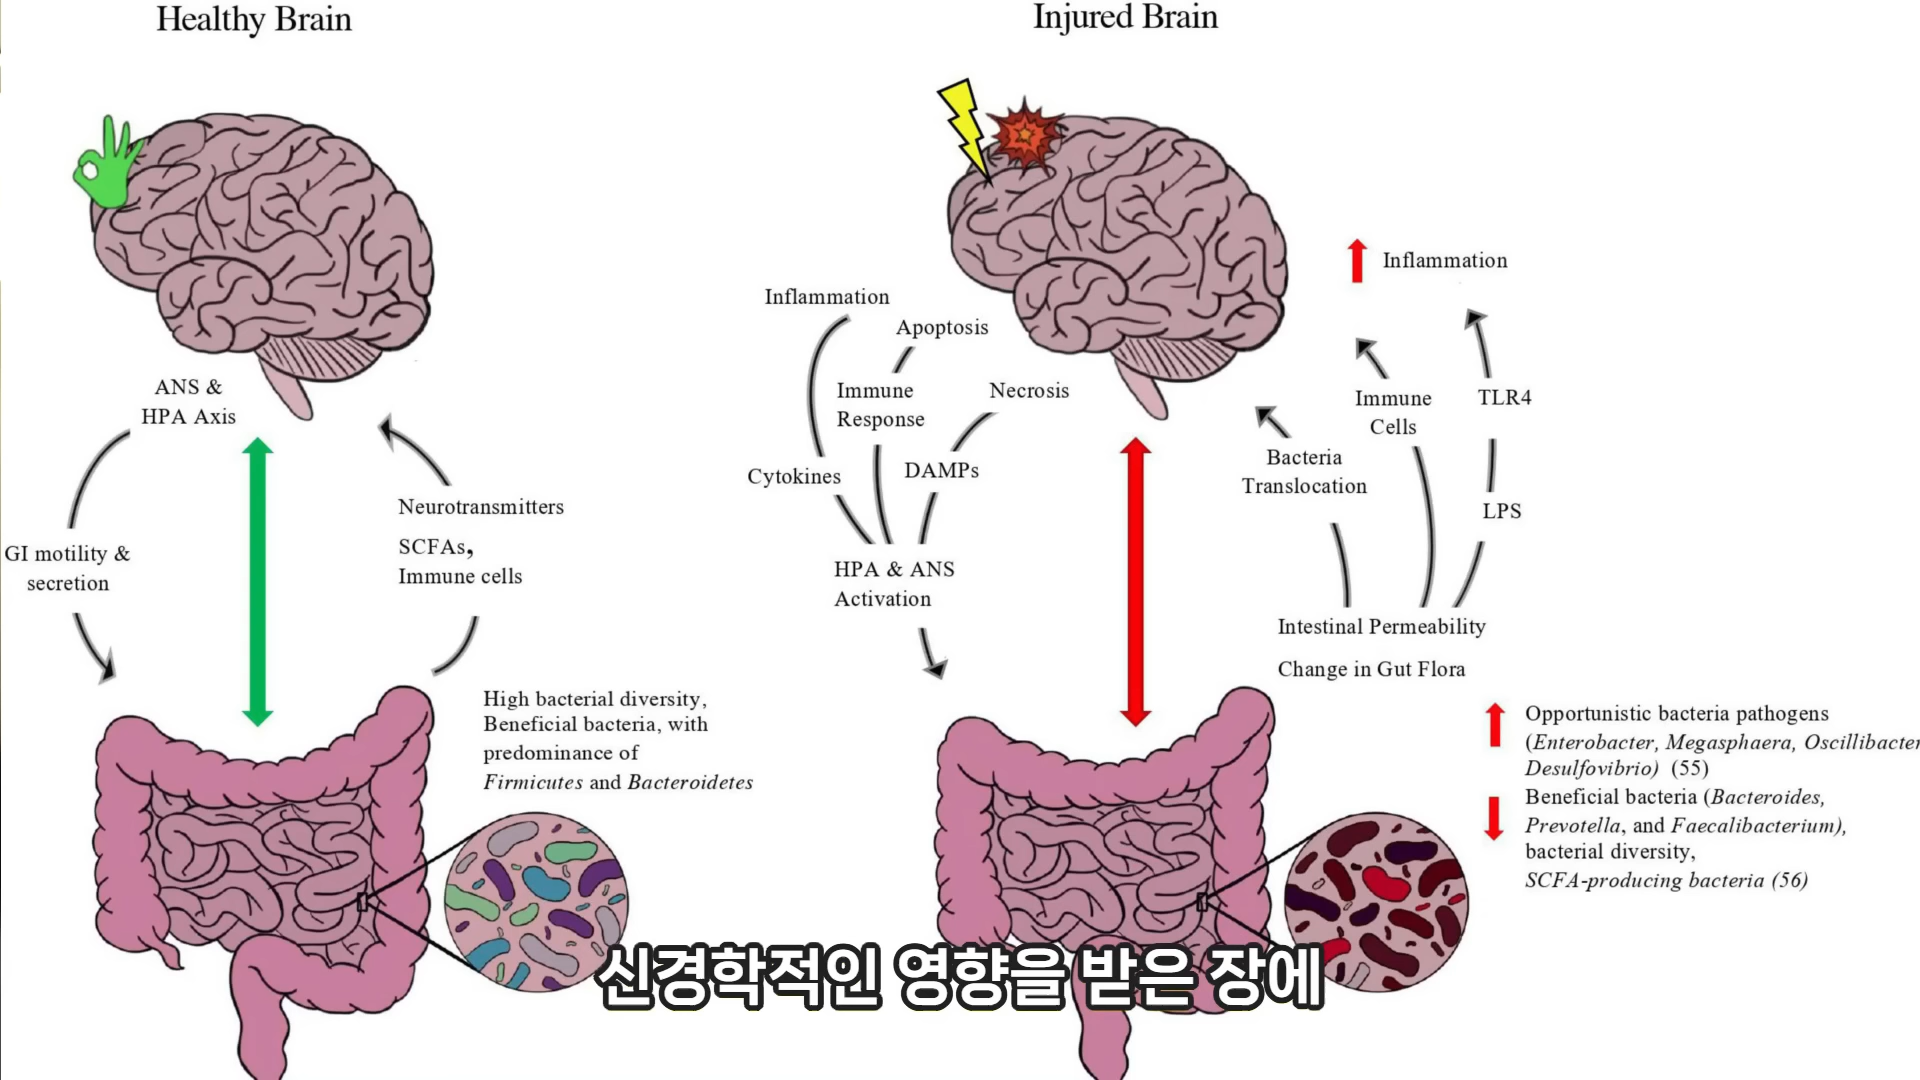 Healthy Brain
ANS &
HPA Axis
GI motility &
secretion
Neurotransmitters
SCFAs,
Immune cells
High bacterial diversity,
Beneficial bacteria, with
predominance of
Firmicutes and Bacteroidetes
Injured Brain
Inflammation
Apoptosis
Immune
Response
Necrosis
Cytokines
DAMPs
HPA & ANS
Activation
Inflammation
Immune
Cells
TLR4
Bacteria
Translocation
LPS
Intestinal Permeability
Change in Gut Flora
Opportunistic bacteria pathogens
(Enterobacter, Megasphaera, Oscillibacter
Desulfovibrio) (55)
Beneficial bacteria (Bacteroides,
Prevotella, and Faecalibacterium),
bacterial diversity,
SCFA-producing bacteria (56)
신경학적인 영향을 받은 장에